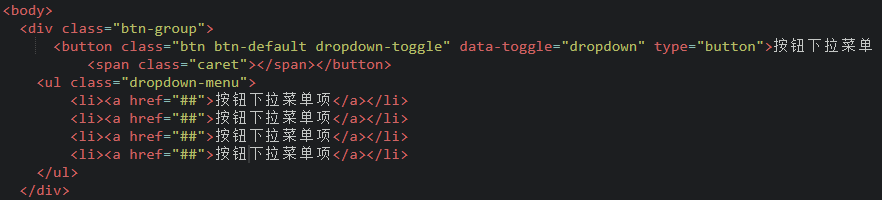 <body>
<div class="btn-group">
<button class="btn btn-default dropdown-toggle" data-toggle="dropdown" type="button">按钮下拉菜单
<span class="caret"></span></button>
<ul class="dropdown-menu">
<li><a href="##">按钮下拉菜单项</a></li>
<li><a href="##">按钮下拉菜单项</a></li>
<li><a href="##">按钮下拉菜单项</a></li>
<li><a href="##">按钮下拉菜单项</a></li>
</ul>
</div>